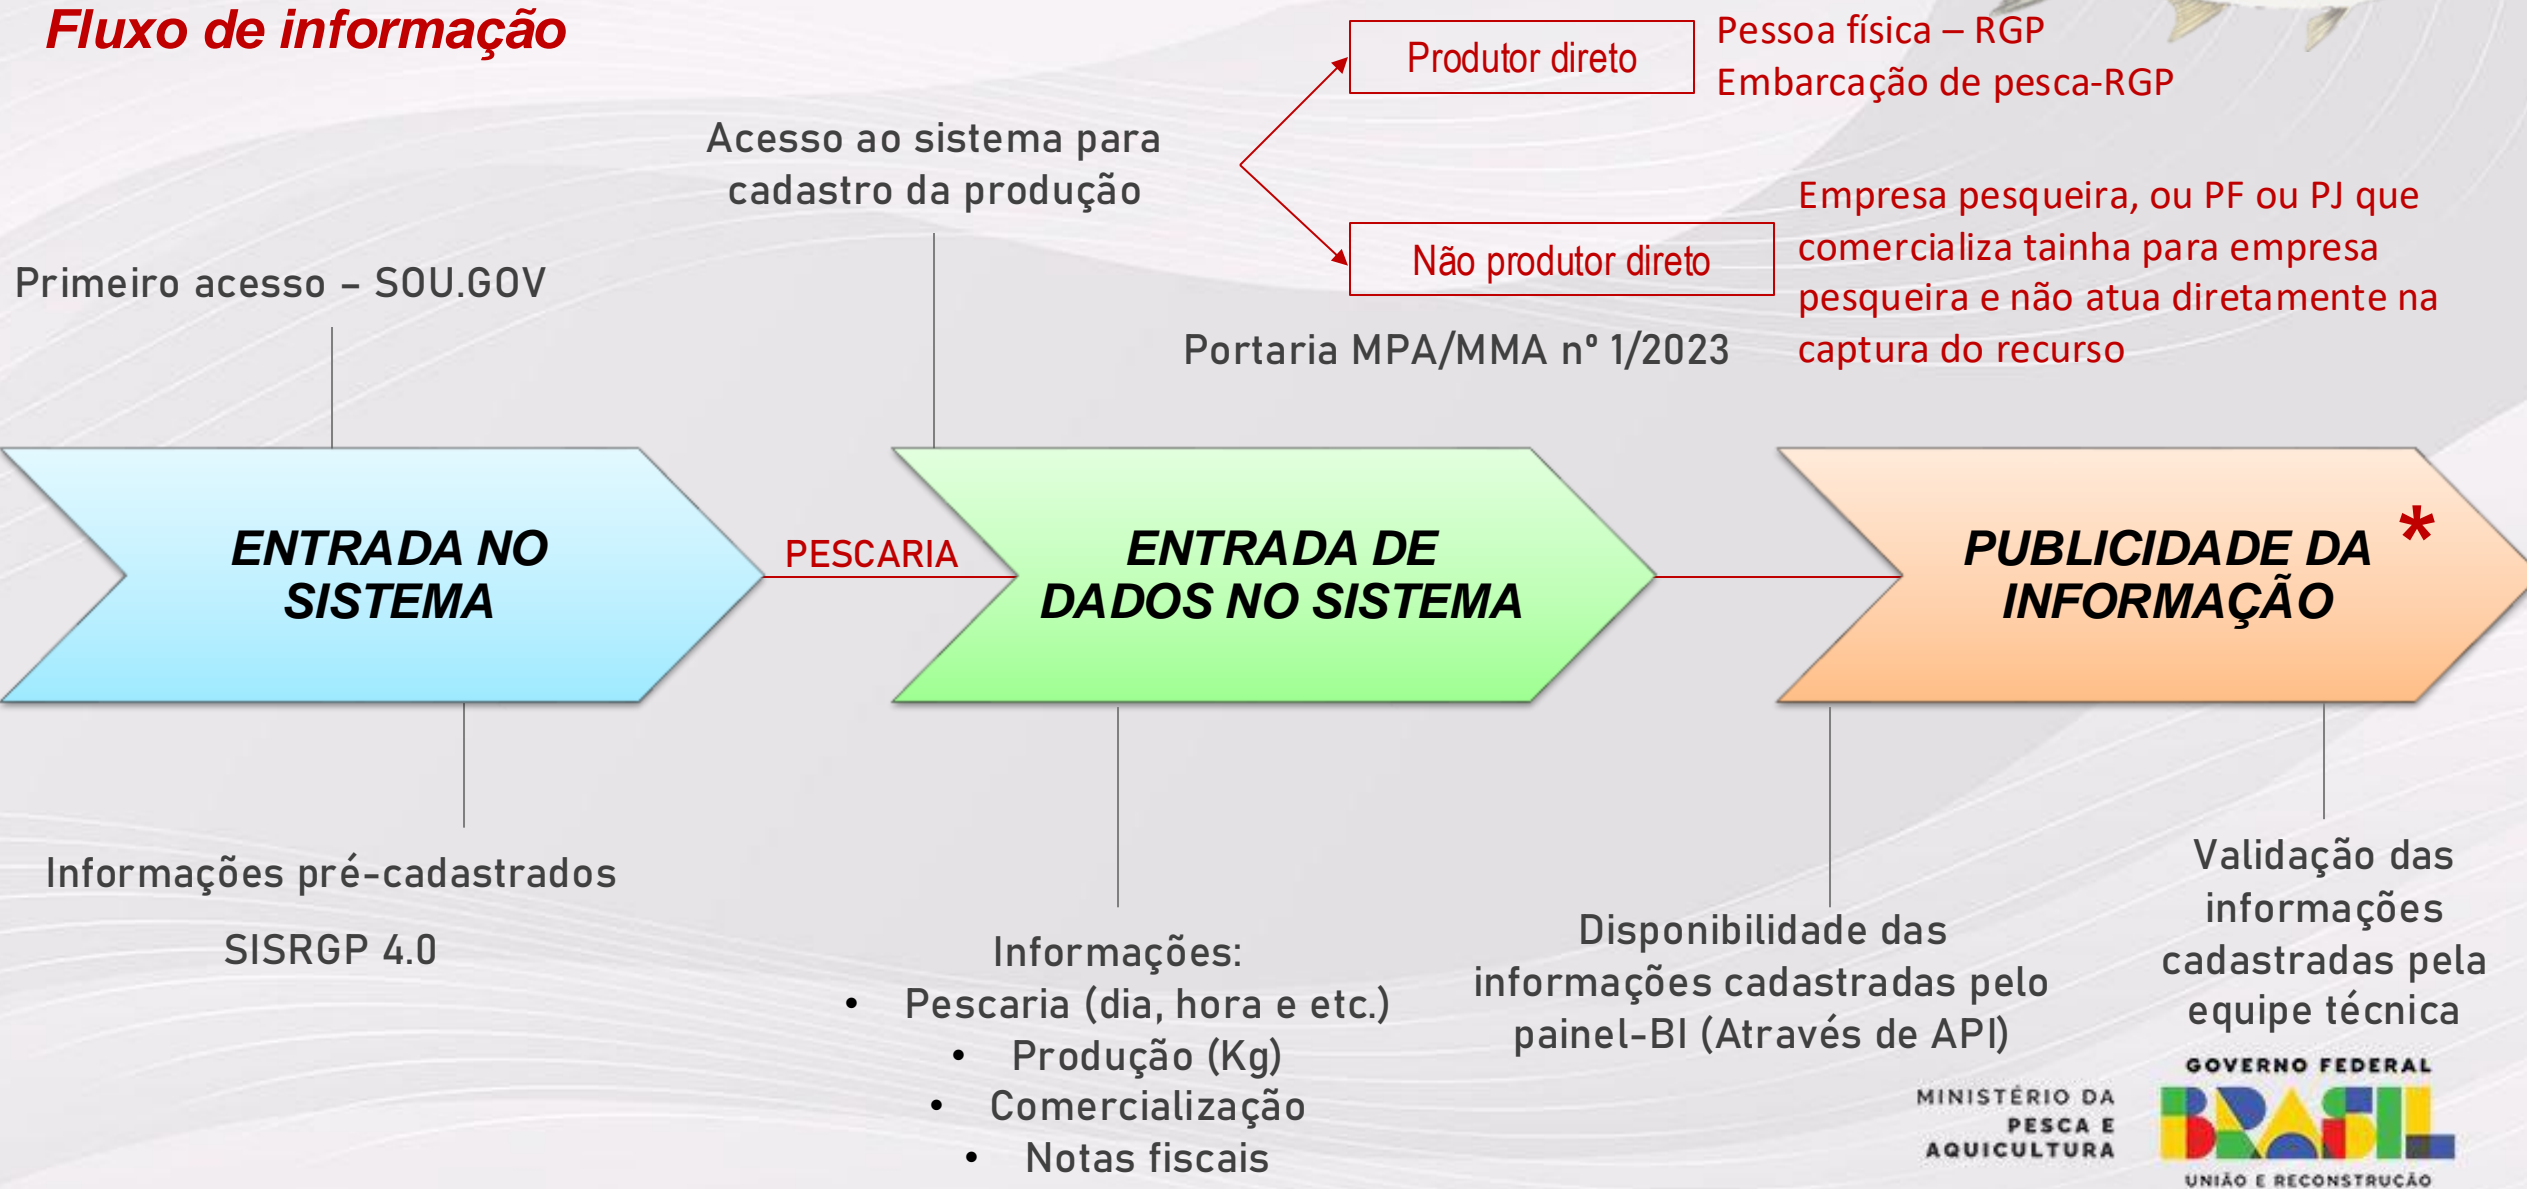 Fluxo de informação
Produtor direto
Pessoa física – RGP
Embarcação de pesca-RGP
Acesso ao sistema para
cadastro da produção
Não produtor direto
Empresa pesqueira, ou PF ou PJ que
comercializa tainha para empresa
pesqueira e não atua diretamente na
captura do recurso
Primeiro acesso – SOU.GOV
Portaria MPA/MMA nº 1/2023
ENTRADA NO
SISTEMA
PESCARIA
ENTRADA DE
DADOS NO SISTEMA
PUBLICIDADE DA *
INFORMAÇÃO
Informações pré-cadastrados
SISRGP 4.0
Informações:
• Pescaria (dia, hora e etc.)
• Produção (Kg)
• Comercialização
• Notas fiscais
Disponibilidade das
informações cadastradas pelo
painel-BI (Através de API)
Validação das
informações
cadastradas pela
equipe técnica
MINISTÉRIO DA
PESCA E
AQUICULTURA
GOVERNO FEDERAL
BRASIL
UNIÃO E RECONSTRUÇÃO